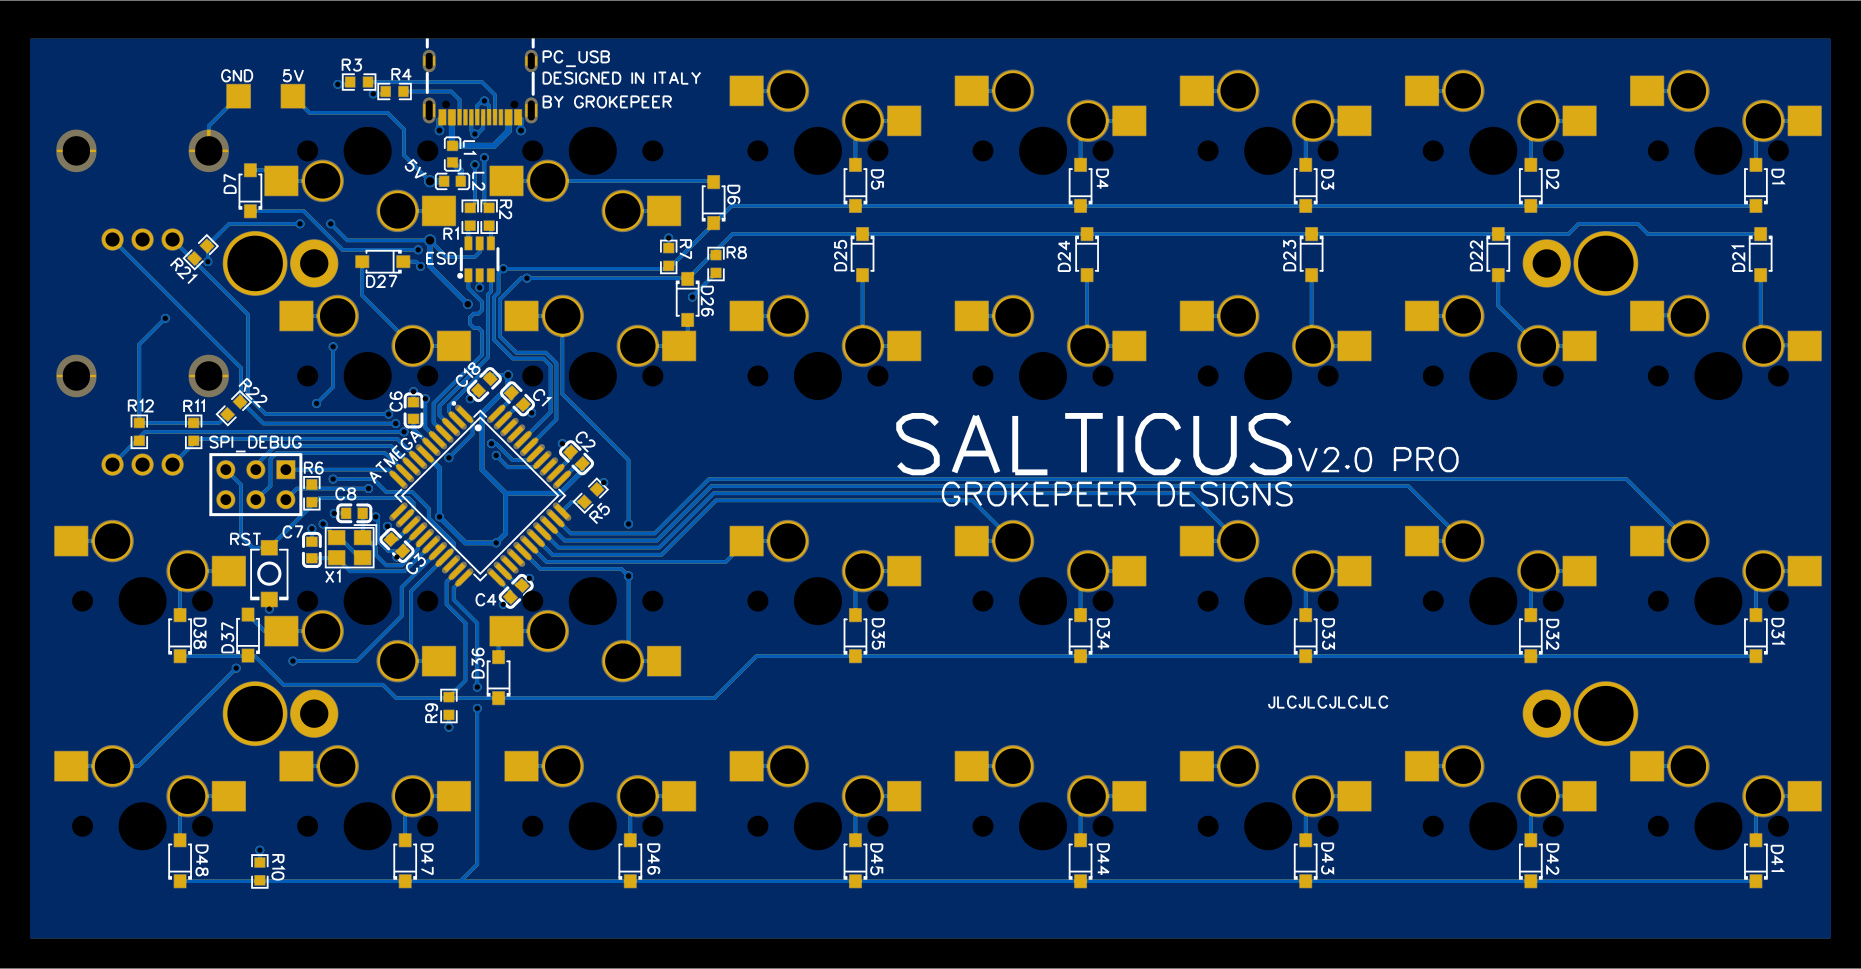 PC_USB
DESIGNED IN ITALY
BY GROKEPEER
GND
5V
R3
R4
L1
5V
L2
D7
R2
R1
D6
D5
D4
D3
D2
D1
ESD
R21
D27
R7
R8
D26
D25
D24
D23
D22
D21
C18
C1
C6
R22
R12
R11
SPI_DEBUG
ATMEGA
C2
SALTICUS
V2.0 PRO
GROKEPEER DESIGNS
R6
C8
R5
C7
RST
X1
C3
C4
D38
D37
D36
D35
D34
D33
D32
D31
R9
JLCJLCJLCJLC
D48
R10
D47
D46
D45
D44
D43
D42
D41